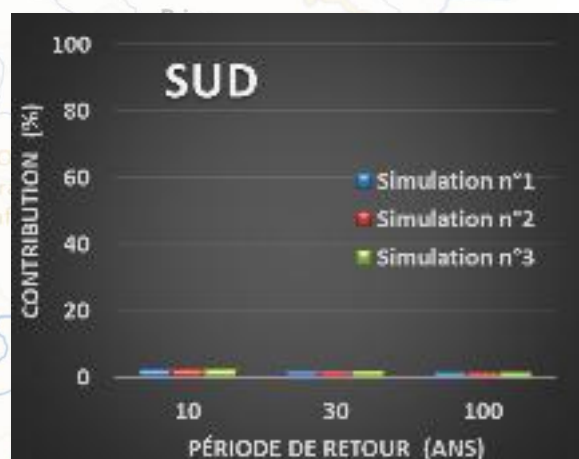 100
SUD
80
60
40
20
0
CONTRIBUTION (%)
Simulation n°1
Simulation n°2
Simulation n°3
10 30 100
PÉRIODE DE RETOUR (ANS)